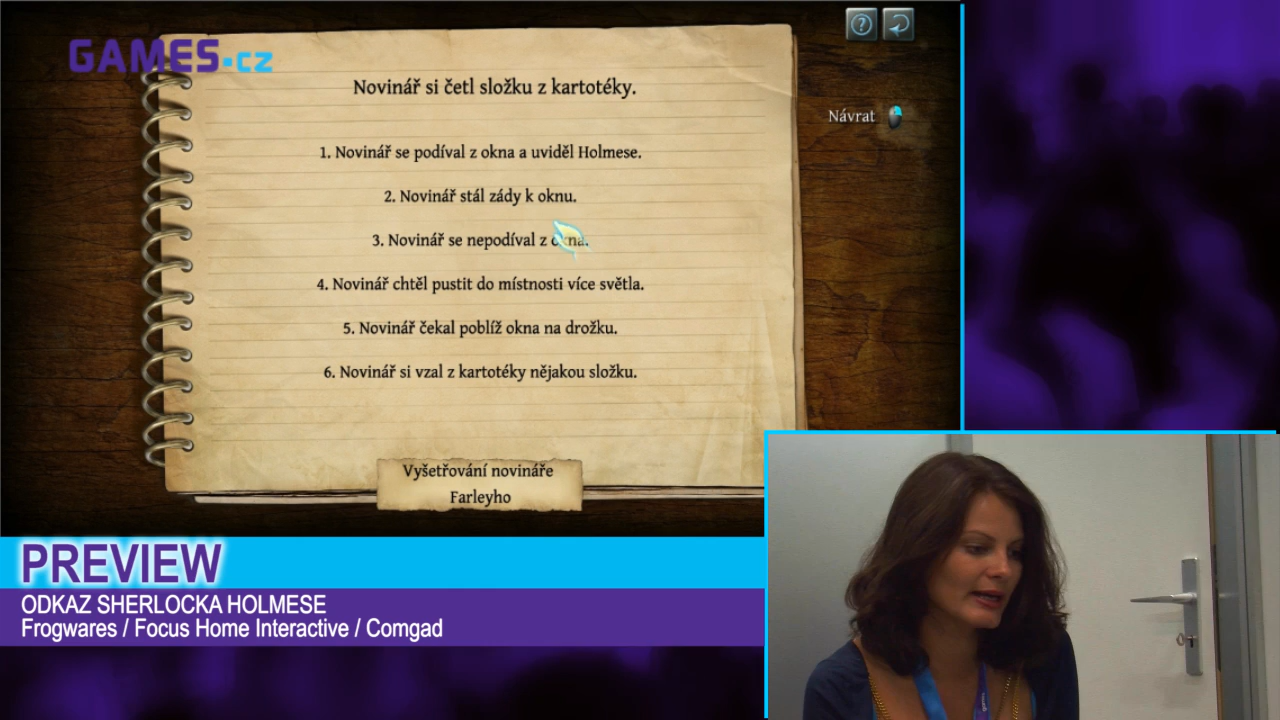 GAMES.cz
Novinář si četl složku z kartotéky.
Návrat
1. Novinář se podíval z okna a uviděl Holmese.
2. Novinář stál zády k oknu.
3. Novinář se nepodíval z okna.
4. Novinář chtěl pustit do místnosti více světla.
5. Novinář čekal poblíž okna na drožku.
6. Novinář si vzal z kartotéky nějakou složku.
Vyšetřování novináře
Farleyho
PREVIEW
ODKAZ SHERLOCKA HOLMESE
Frogwares / Focus Home Interactive / Comgad